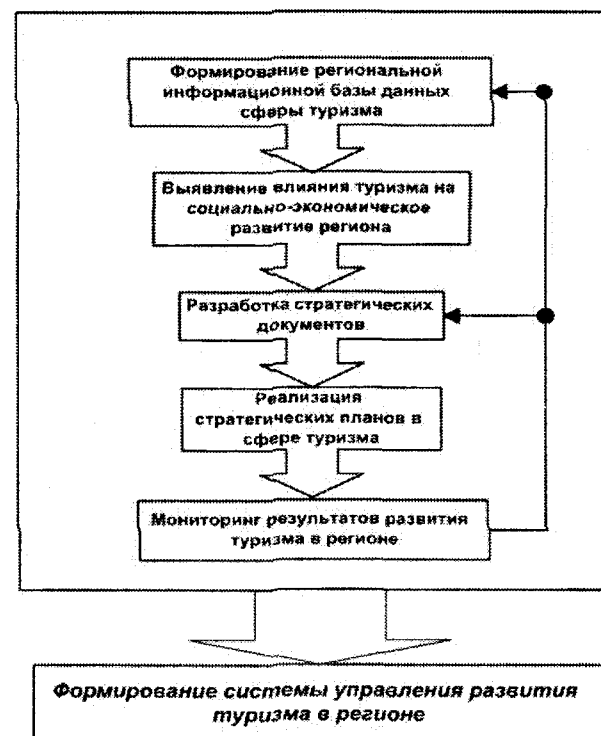 Формирование региональной
информационной базы данных
сферы туризма
Выявление влияния туризма на
социально-экономическое
развитие региона
Разработка стратегических
документов
Реализация
стратегических планов в
сфере туризма
Мониторинг результатов развития
туризма в регионе
Формирование системы управления развития
туризма в регионе